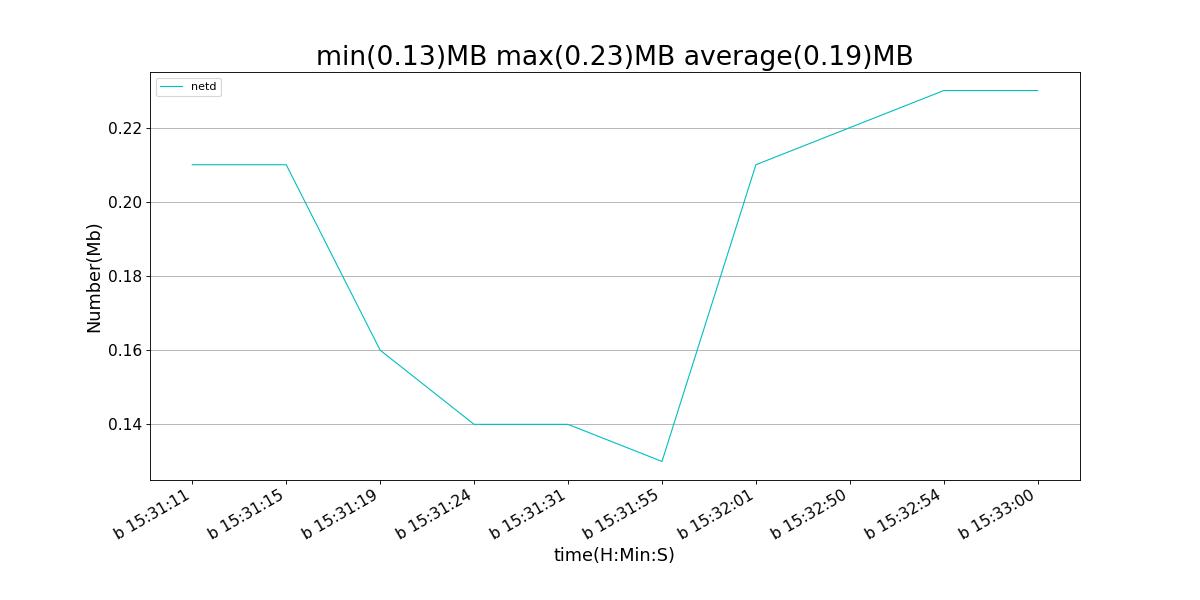 min(0.13)MB max(0.23)MB average(0.19)MB
netd
0.22
0.20
0.18
0.16
0.14
Number(Mb)
b 15:31:11
b 15:31:15
b 15:31:19
b 15:31:24
b 15:31:31
b 15:31:55
b 15:32:01
b 15:32:50
b 15:32:54
b 15:33:00
time(H:Min:S)